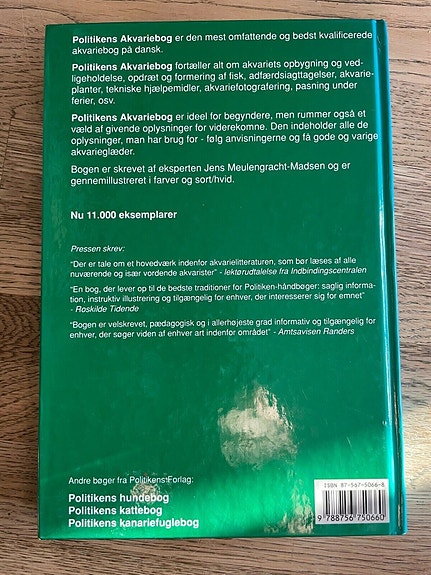 Politikens Akvariebog er den mest omfattende og bedst kvalificerede
akvariebog på dansk.
Politikens Akvariebog fortæller alt om akvariets opbygning og ved-
ligeholdelse, opdræt og formering af fisk, adfærdsiagttagelser, akvarie-
planter, tekniske hjælpemidler, akvariefotografering, pasning under
ferier, osv.
Politikens Akvariebog er ideel for begyndere, men rummer også et
væld af givende oplysninger for viderekomne. Den indeholder alle de
oplysninger, man har brug for - følg anvisningerne og få gode og varige
akvarieglæder.
Bogen er skrevet af eksperten Jens Meulengracht-Madsen og er
gennemillustreret i farver og sort/hvid.
Nu 11.000 eksemplarer
Pressen skrev:
"Der er tale om et hovedværk indenfor akvarielitteraturen, som bør læses af alle
nuværende og især vordende akvarister" - lektørudtalelse fra Indbindingscentralen
"En bog, der lever op til de bedste traditioner for Politiken-håndbøger: saglig informa-
tion, instruktiv illustrering og tilgængelig for enhver, der interesserer sig for emnet"
- Roskilde Tidende
"Bogen er velskrevet, pædagogisk og i allerhøjeste grad informativ og tilgængelig for
enhver, der søger viden af enhver art indenfor området" - Amtsavisen Randers
Andre bøger fra Politikens Forlag:
Politikens hundebog
Politikens kattebog
Politikens kanariefuglebog
ISBN 87-567-5066-8
9 788756 750660